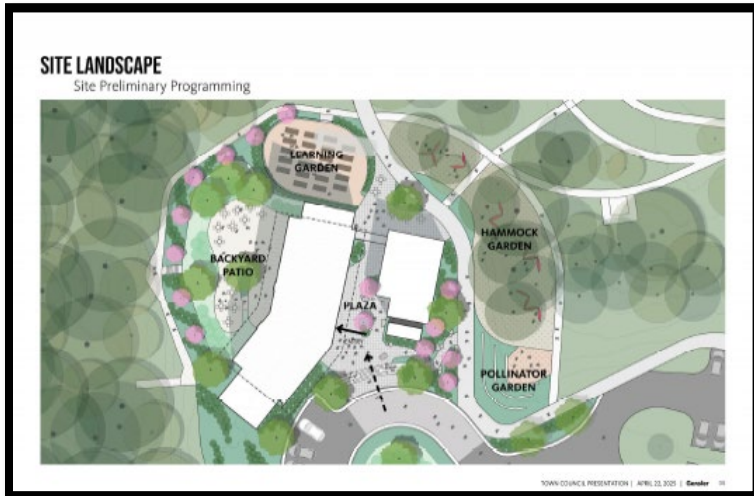 SITE LANDSCAPE
Site Preliminary Programming
LEARNING
GARDEN
HAMMOCK
GARDEN
BACKYARD
PATIO
PLAZA
POLLINATOR
GARDEN
TOWN COUNCIL PRESENTATION | APRIL 22, 2025 | Gensler